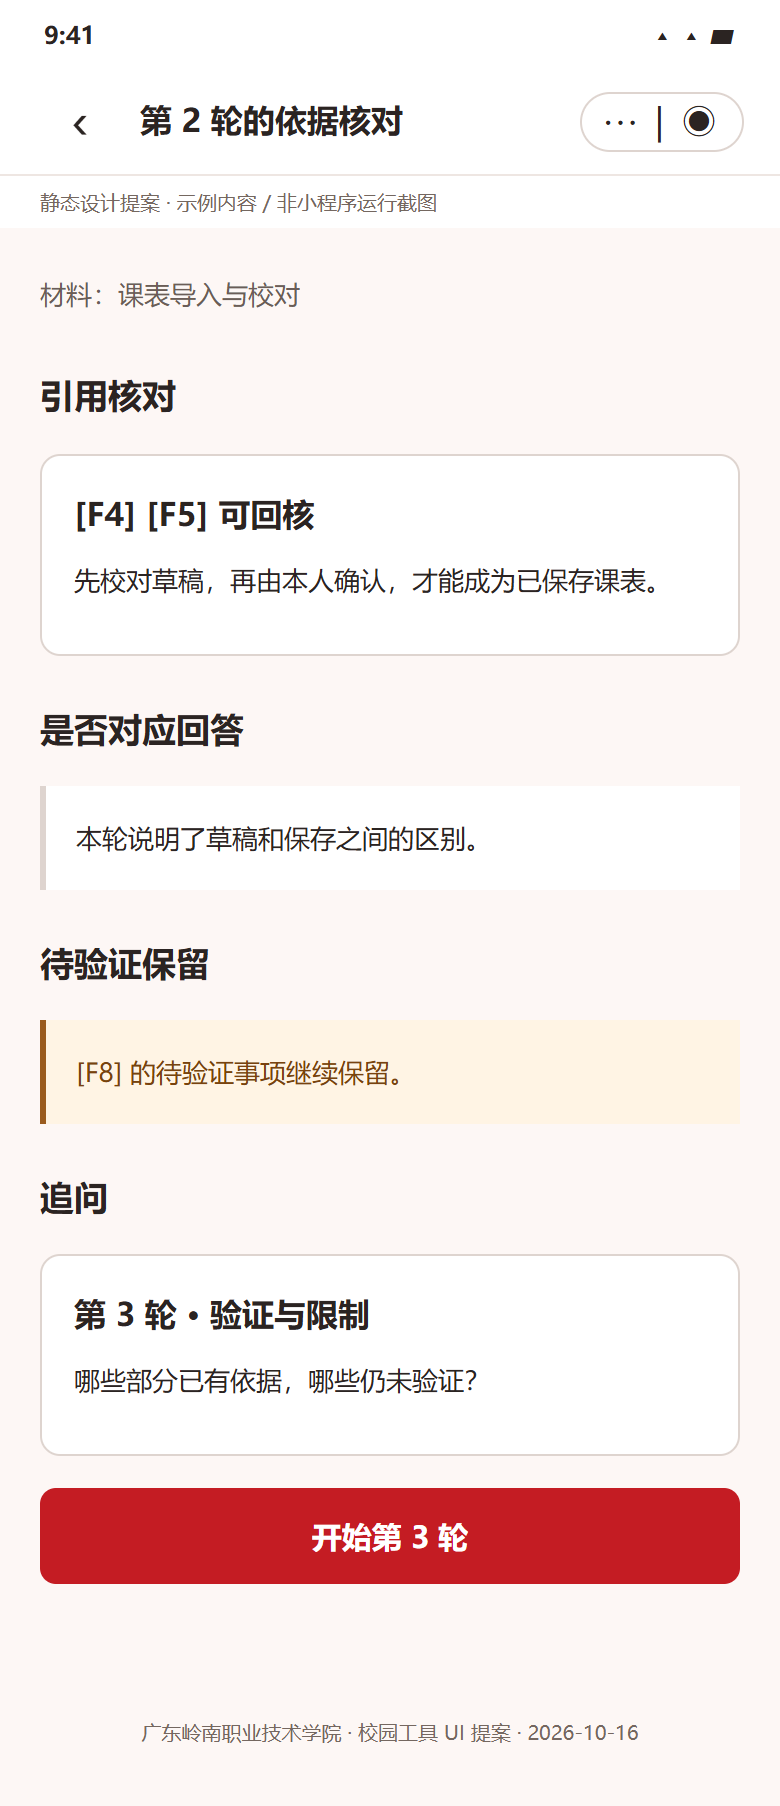 9:41
第 2 轮的依据核对
静态设计提案 · 示例内容 / 非小程序运行截图
材料：课表导入与校对
引用核对
[F4] [F5] 可回核
先校对草稿，再由本人确认，才能成为已保存课表。
是否对应回答
本轮说明了草稿和保存之间的区别。
待验证保留
[F8] 的待验证事项继续保留。
追问
第 3 轮 · 验证与限制
哪些部分已有依据，哪些仍未验证？
开始第 3 轮
广东岭南职业技术学院 · 校园工具 UI 提案 · 2026-10-16